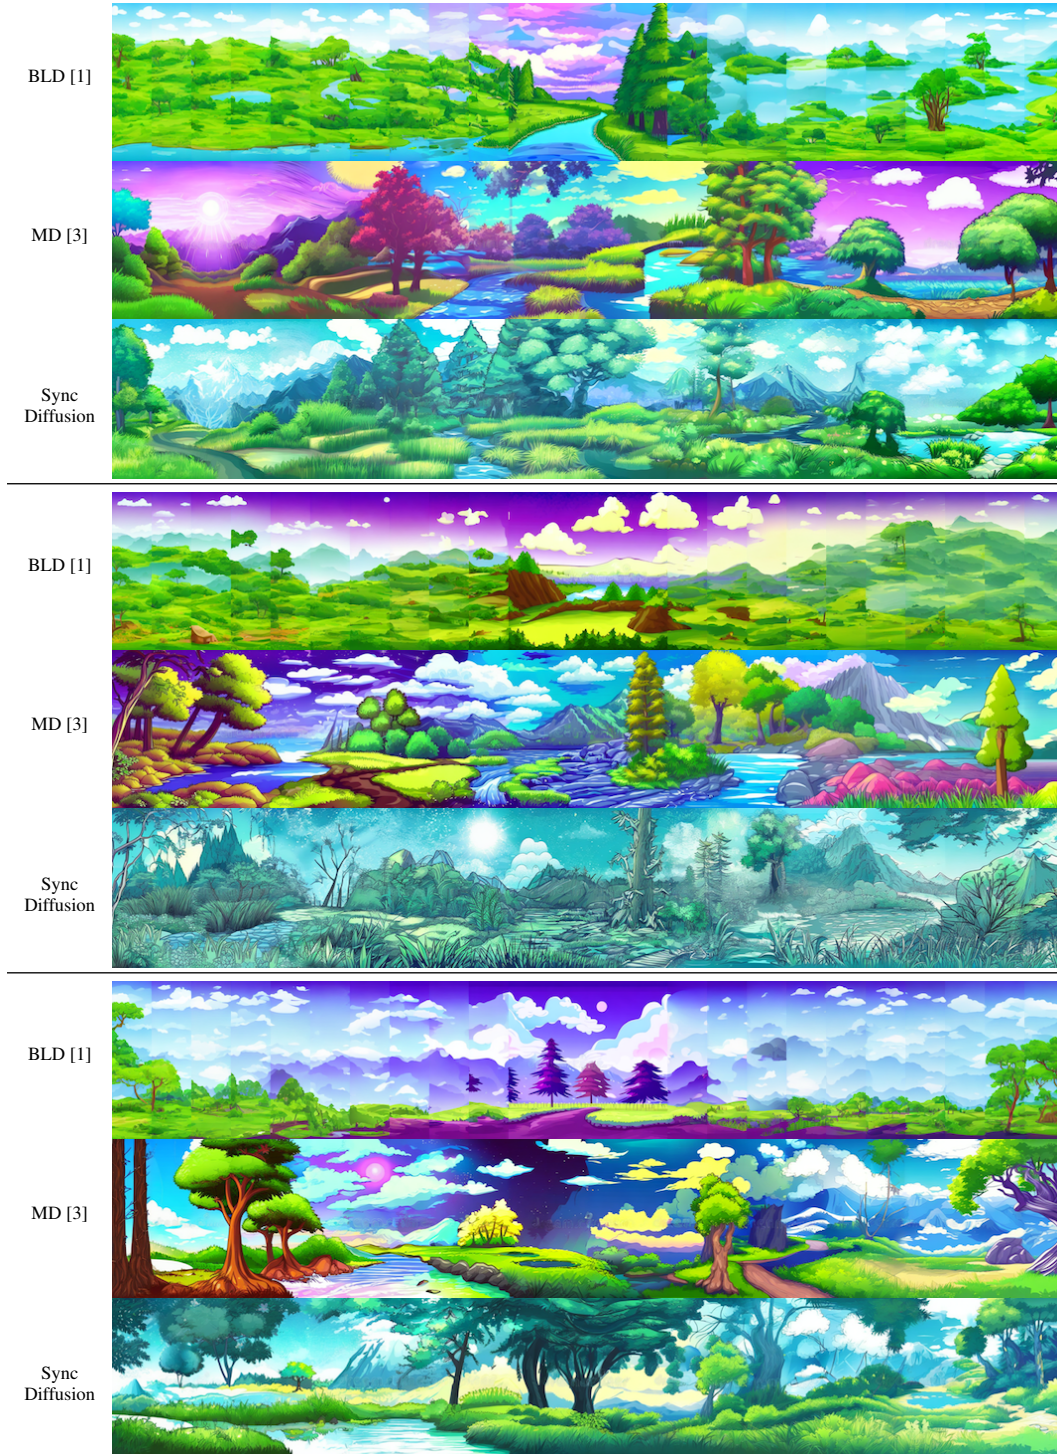 BLD [1]
MD [3]
Sync
Diffusion
BLD [1]
MD [3]
Sync
Diffusion
BLD [1]
MD [3]
Sync
Diffusion